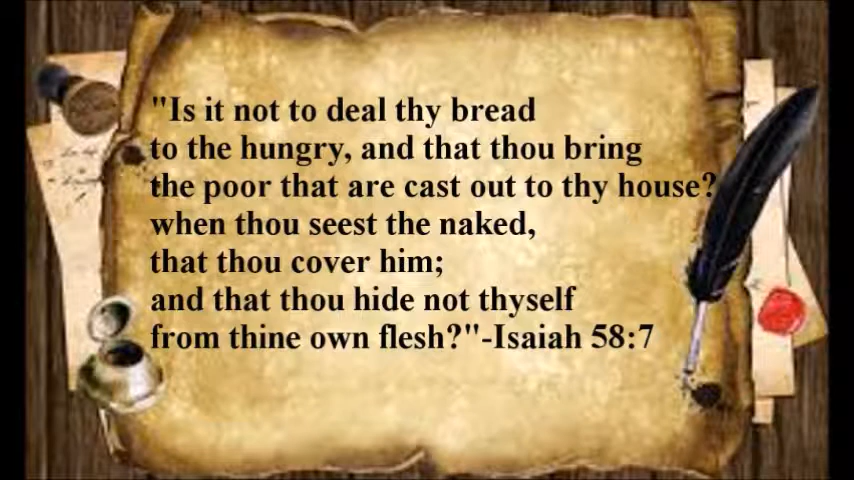 "Is it not to deal thy bread
to the hungry, and that thou bring
the poor that are cast out to thy house?
when thou seest the naked,
that thou cover him;
and that thou hide not thyself
from thine own flesh?"-Isaiah 58:7